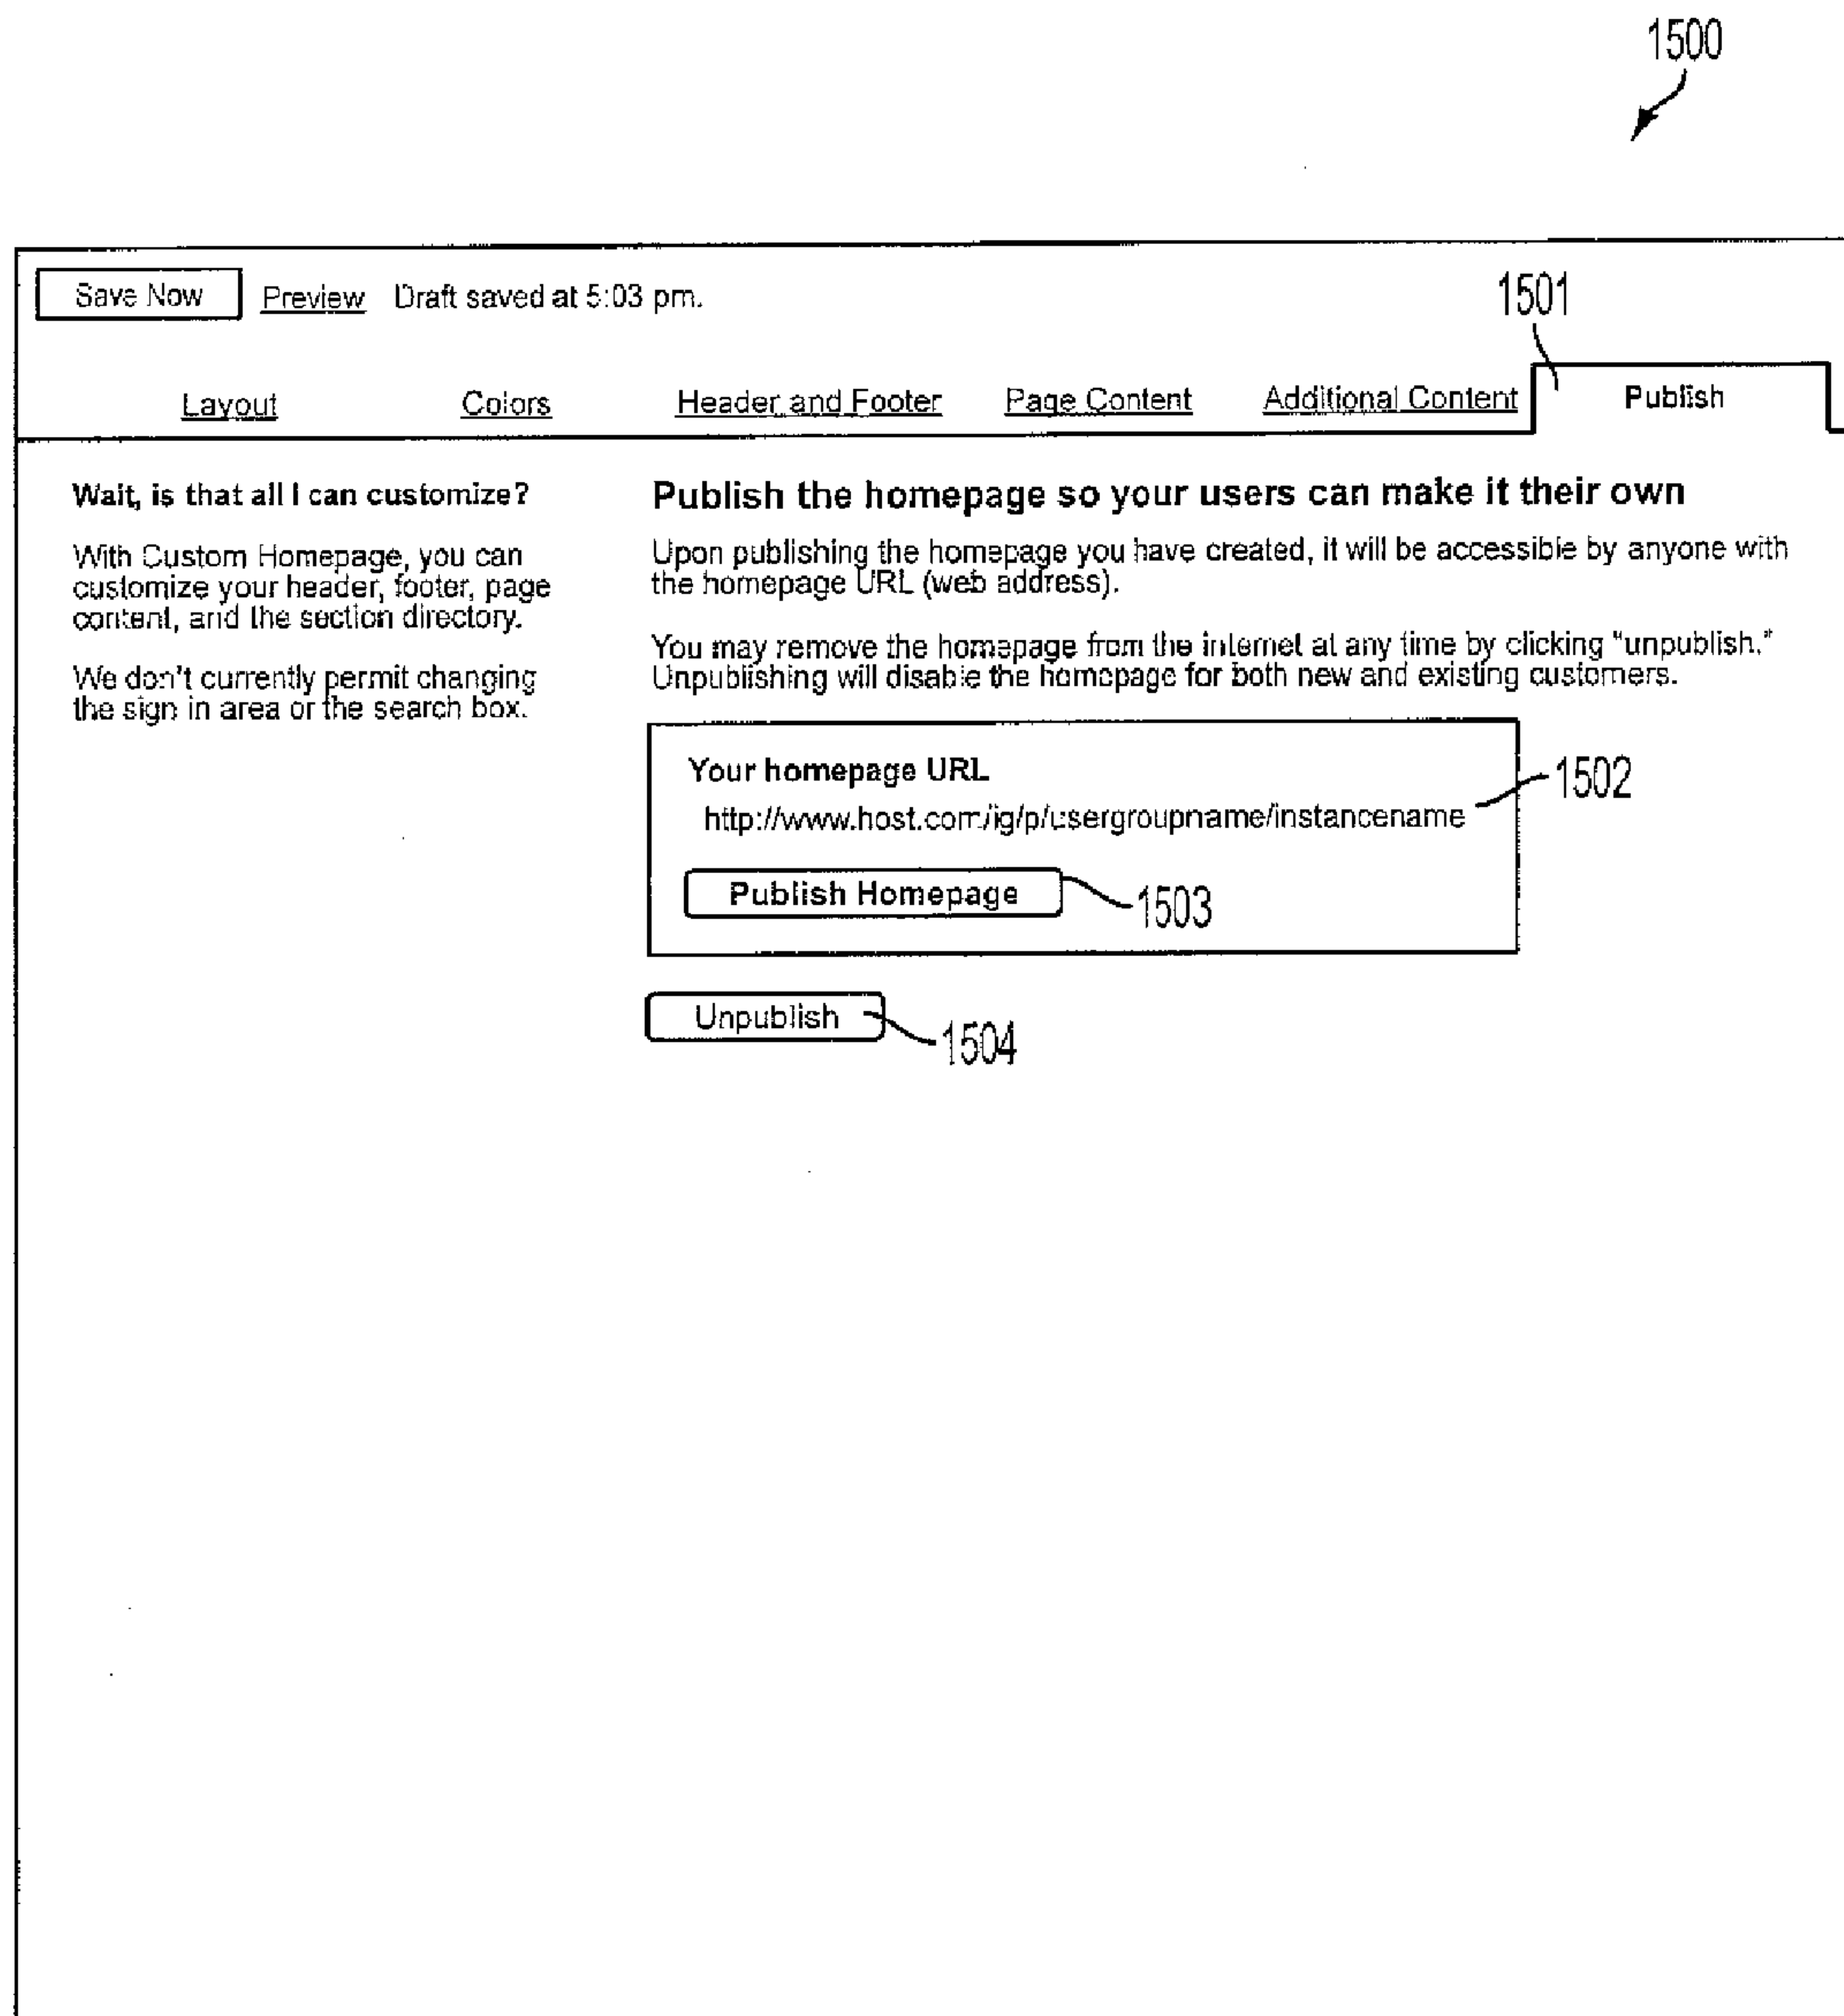 1500
Save Now Preview Draft saved at 5:03 pm.
1501
Layout Colors Header and Footer Page Content Additional Content Publish
Wait, is that all I can customize?
With Custom Homepage, you can
customize your header, footer, page
content, and the section directory.
We don't currently permit changing
the sign in area or the search box.
Publish the homepage so your users can make it their own
Upon publishing the homepage you have created, it will be accessible by anyone with
the homepage URL (web address).
You may remove the homepage from the internet at any time by clicking "unpublish."
Unpublishing will disable the homepage for both new and existing customers.
Your homepage URL
1502
http://www.host.com/ig/p/usergroupname/instancename
Publish Homepage
1503
Unpublish
1504